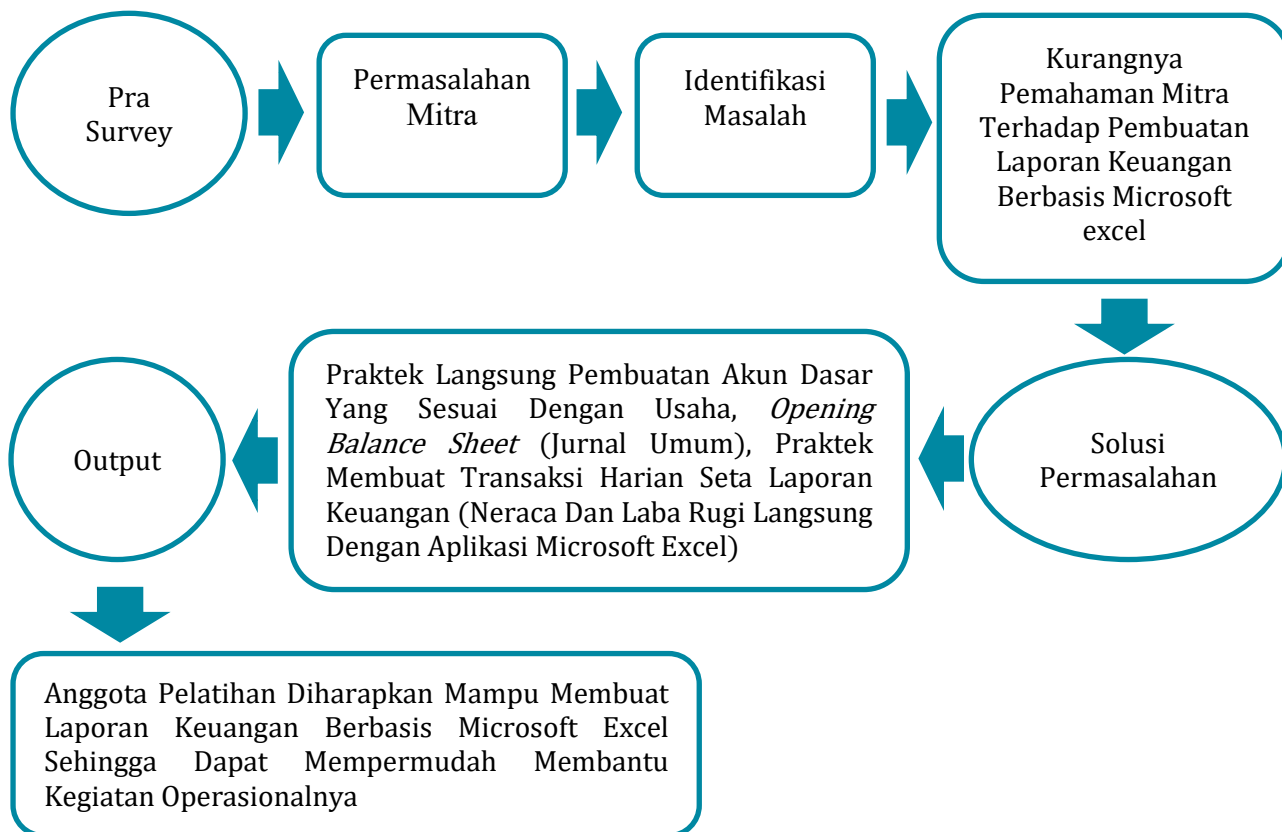 Pra
Survey
Permasalahan
Mitra
Identifikasi
Masalah
Kurangnya
Pemahaman Mitra
Terhadap Pembuatan
Laporan Keuangan
Berbasis Microsoft
excel
Solusi
Permasalahan
Praktek Langsung Pembuatan Akun Dasar
Yang Sesuai Dengan Usaha, Opening
Balance Sheet (Jurnal Umum), Praktek
Membuat Transaksi Harian Seta Laporan
Keuangan (Neraca Dan Laba Rugi Langsung
Dengan Aplikasi Microsoft Excel)
Output
Anggota Pelatihan Diharapkan Mampu Membuat
Laporan Keuangan Berbasis Microsoft Excel
Sehingga Dapat Mempermudah Membantu
Kegiatan Operasionalnya